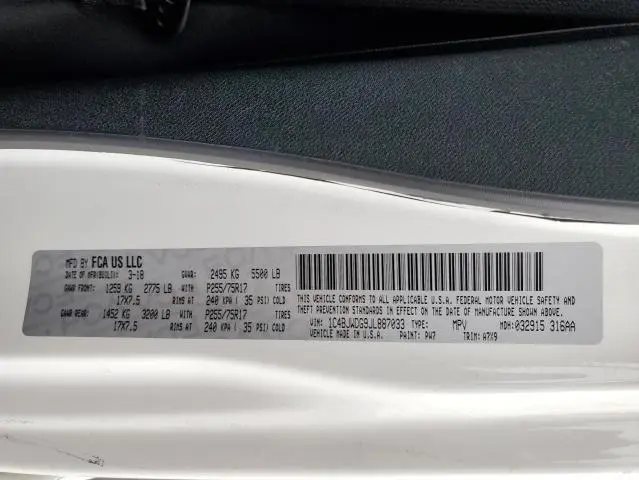 MFD BY FCA US LLC
DATE OF MFR(BUILD): 3-18 GVWR: 2495 KG 5500 LB
GAWR FRONT: 1259 KG 2775 LB P255/75R17 TIRES
17X7.5 RIMS AT 240 KPA ( 35 PSI) COLD
GAWR REAR: 1452 KG 3200 LB P255/75R17 TIRES
17X7.5 RIMS AT 240 KPA ( 35 PSI) COLD
THIS VEHICLE CONFORMS TO ALL APPLICABLE U.S.A. FEDERAL MOTOR VEHICLE SAFETY AND
THEFT PREVENTION STANDARDS IN EFFECT ON THE DATE OF MANUFACTURE SHOWN ABOVE.
VIN: 1C4BJWDG9JL887033 TYPE: MPV MDH: 032915 316AA
VEHICLE MADE IN U.S.A. PAINT: PW7 TRIM: A7X9